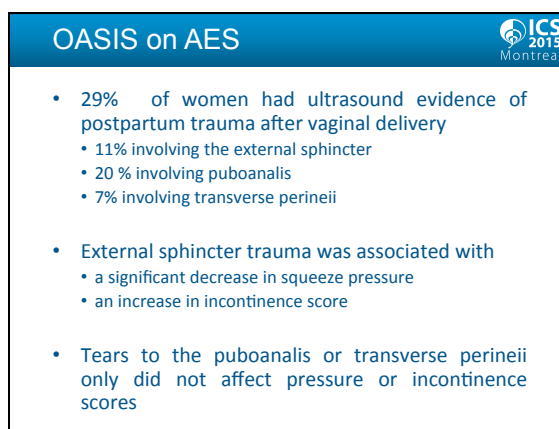 OASIS on AES
ICS
2015
Montreal
• 29% of women had ultrasound evidence of
postpartum trauma after vaginal delivery
• 11% involving the external sphincter
• 20 % involving puboanalis
• 7% involving transverse perineii
• External sphincter trauma was associated with
• a significant decrease in squeeze pressure
• an increase in incontinence score
• Tears to the puboanalis or transverse perineii
only did not affect pressure or incontinence
scores